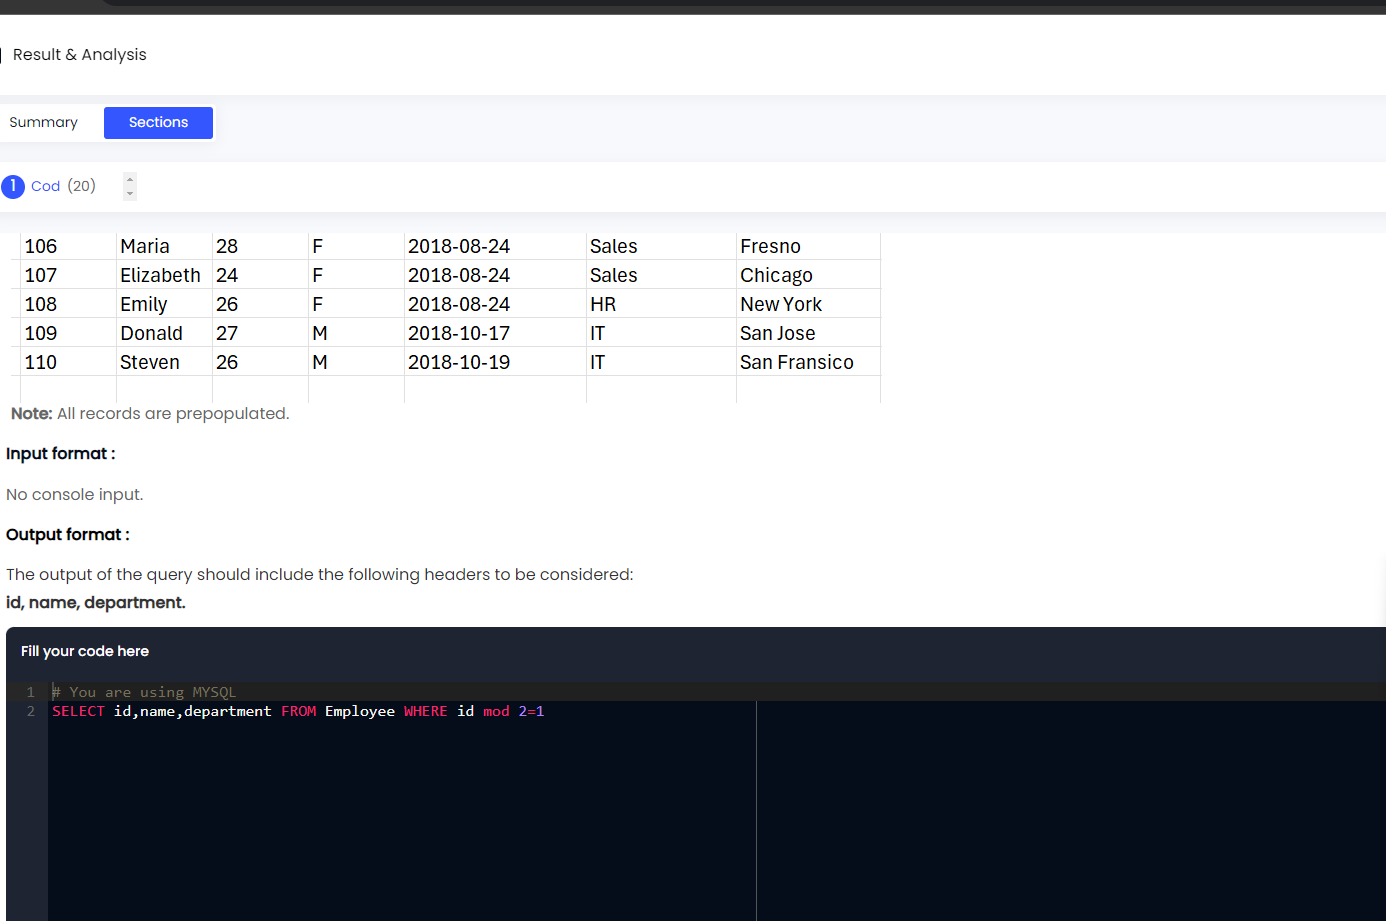 Result & Analysis
Summary Sections
1 Cod (20)
106 Maria 28 F 2018-08-24 Sales Fresno
107 Elizabeth 24 F 2018-08-24 Sales Chicago
108 Emily 26 F 2018-08-24 HR New York
109 Donald 27 M 2018-10-17 IT San Jose
110 Steven 26 M 2018-10-19 IT San Fransico
Note: All records are prepopulated.
Input format :
No console input.
Output format :
The output of the query should include the following headers to be considered:
id, name, department.
Fill your code here
1 # You are using MYSQL
2 SELECT id,name,department FROM Employee WHERE id mod 2=1